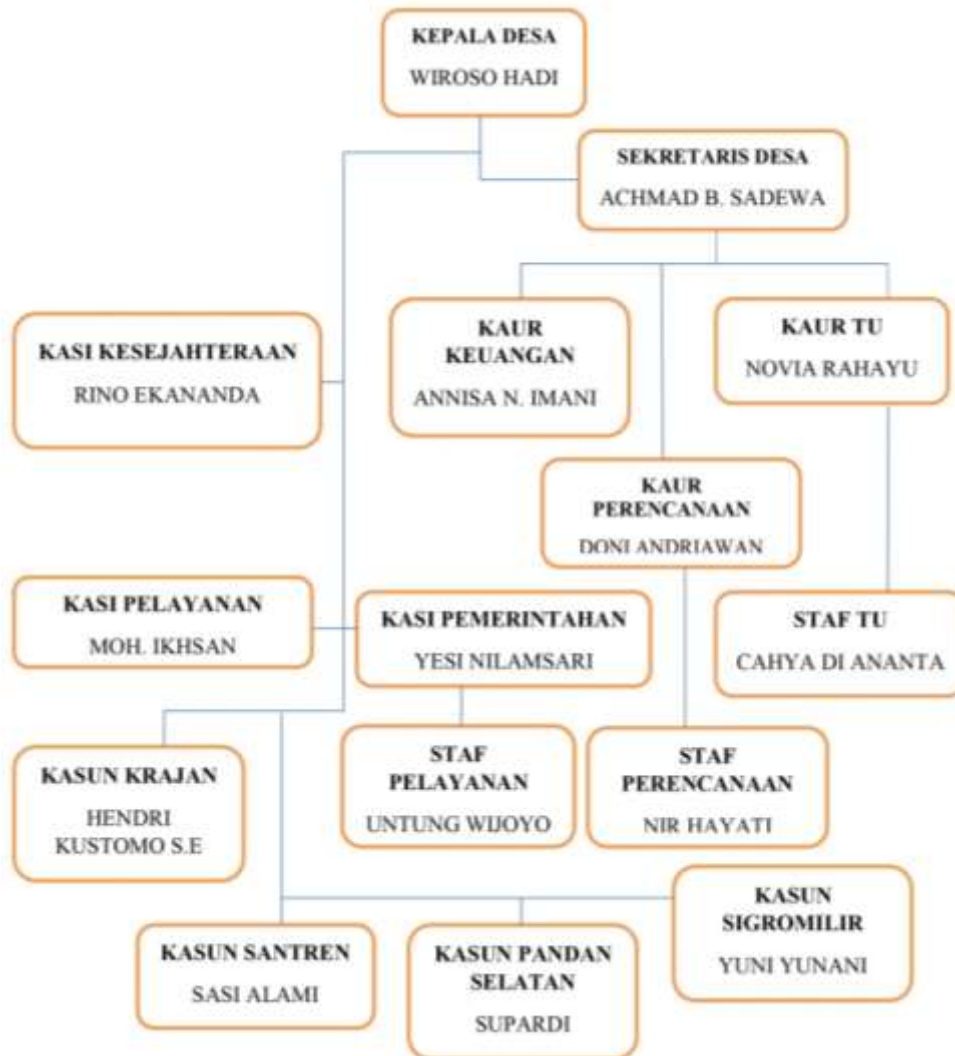 KEPALA DESA
WIROSO HADI
SEKRETARIS DESA
ACHMAD B. SADEWA
KASI KESEJAHTERAAN
RINO EKANANDA
KAUR
KEUANGAN
ANNISA N. IMANI
KAUR TU
NOVIA RAHAYU
KAUR
PERENCANAAN
DONI ANDRIAWAN
KASI PELAYANAN
MOH. IKHSAN
KASI PEMERINTAHAN
YESI NILAMSARI
STAF TU
CAHYA DI ANANTA
KASUN KRAJAN
HENDRI
KUSTOMO S.E
STAF
PELAYANAN
UNTUNG WIJOYO
STAF
PERENCANAAN
NIR HAYATI
KASUN SANTREN
SASI ALAMI
KASUN PANDAN
SELATAN
SUPARDI
KASUN
SIGROMILIR
YUNI YUNANI